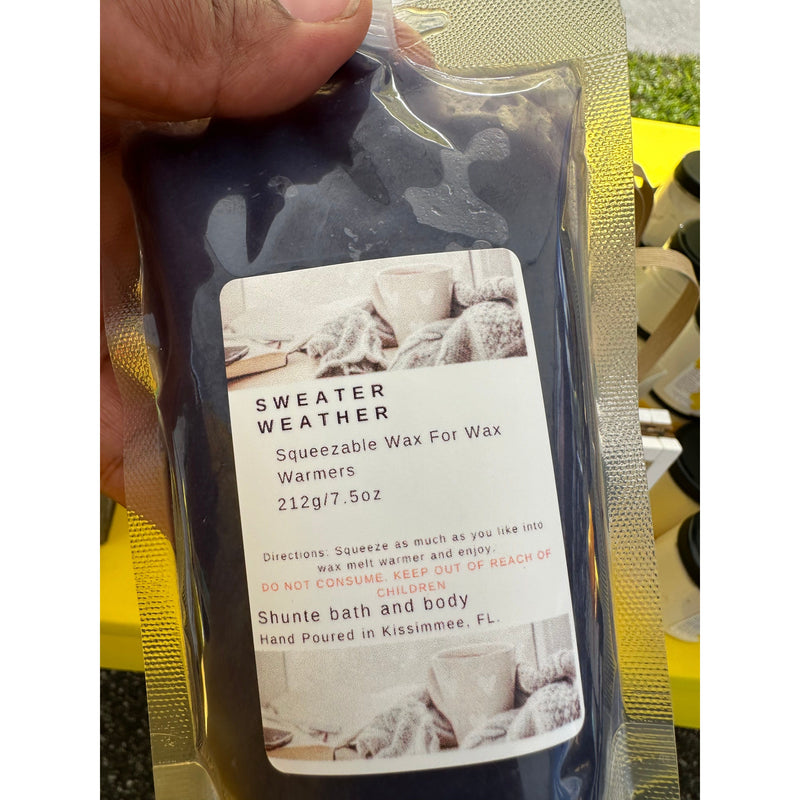 SWEATER
WEATHER
Squeezable Wax For Wax
Warmers
212g/7.5oz
Directions: Squeeze as much as you like into
wax melt warmer and enjoy.
DO NOT CONSUME. KEEP OUT OF REACH OF
CHILDREN
Shunte bath and body
Hand Poured in Kissimmee, FL.